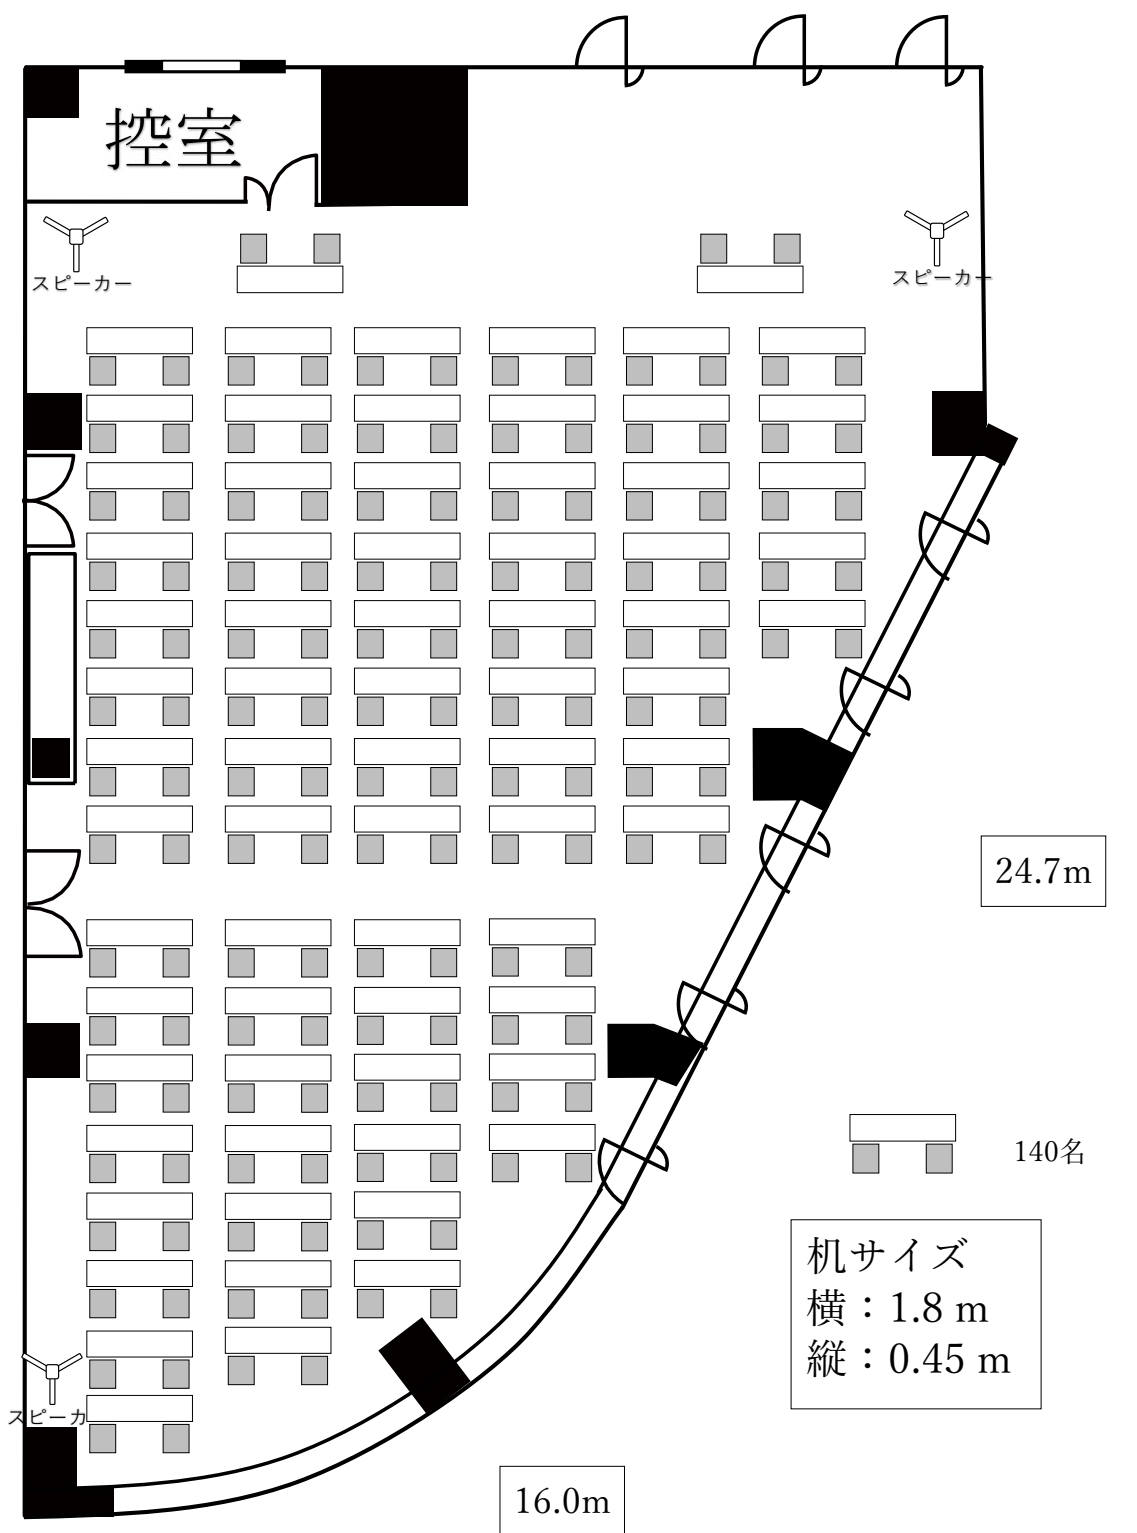 控室
スピーカー
スピーカー
24.7m
140名
机サイズ
横：1.8 m
縦：0.45 m
スピーカ
16.0m